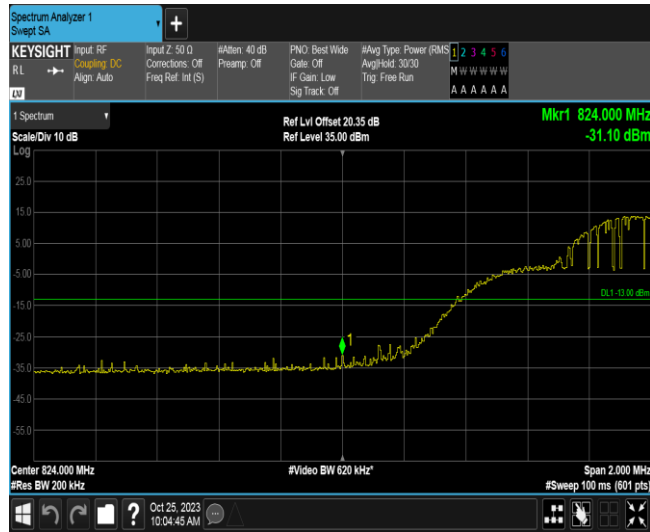 Spectrum Analyzer 1
Swept SA
KEYSIGHT
RL
LXI
Input: RF
Coupling: DC
Align: Auto
Input Z: 50 Ω
Corrections: Off
Freq Ref: Int (S)
#Atten: 40 dB
Preamp: Off
PNO: Best Wide
Gate: Off
IF Gain: Low
Sig Track: Off
#Avg Type: Power (RMS
Avg|Hold: 30/30
Trig: Free Run
1 2 3 4 5 6
M W W W W W
A A A A A A
1 Spectrum
Scale/Div 10 dB
Ref Lvl Offset 20.35 dB
Ref Level 35.00 dBm
Mkr1 824.000 MHz
-31.10 dBm
Log
25.0
15.0
5.00
-5.00
DL1 -13.00 dBm
-15.0
-25.0
1
-35.0
-45.0
-55.0
Center 824.000 MHz
#Video BW 620 kHz*
Span 2.000 MHz
#Res BW 200 kHz
#Sweep 100 ms (601 pts)
?
Oct 25, 2023
10:04:45 AM